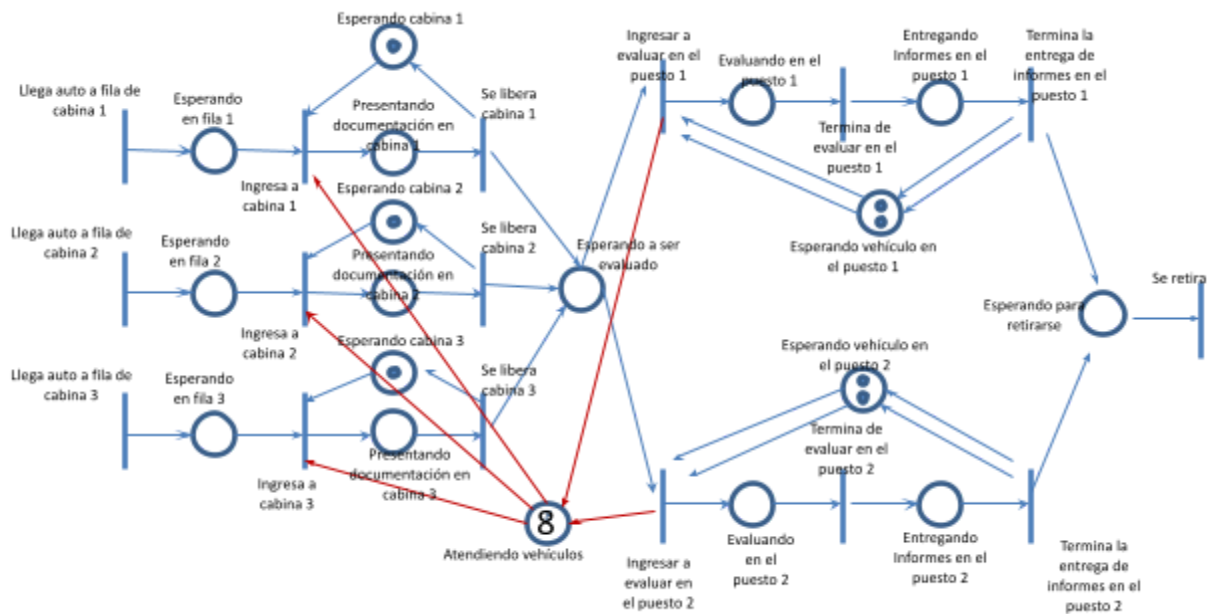 Esperando cabina 1
Llega auto a fila de
cabina 1
Esperando
en fila 1
Presentando
documentación en
cabina 1
Se libera
cabina 1
Ingresa a
cabina 1
Esperando cabina 2
Llega auto a fila de
cabina 2
Esperando
en fila 2
Presentando
documentación en
cabina 2
Se libera
cabina 2
Ingresa a
cabina 2
Esperando cabina 3
Llega auto a fila de
cabina 3
Esperando
en fila 3
Se libera
cabina 3
Presentando
documentación en
cabina 3
Ingresa a
cabina 3
8
Atendiendo vehículos
Esperando a ser
evaluado
Ingresar a
evaluar en el
puesto 1
Evaluando en el
puesto 1
Termina de
evaluar en el
puesto 1
Entregando
Informes en el
puesto 1
Termina la
entrega de
informes en el
puesto 1
Esperando vehículo en
el puesto 1
Esperando para
retirarse
Se retira
Esperando vehículo en
el puesto 2
Termina de
evaluar en el
puesto 2
Ingresar a
evaluar en
el puesto 2
Evaluando
en el
puesto 2
Entregando
Informes en el
puesto 2
Termina la
entrega de
informes en el
puesto 2